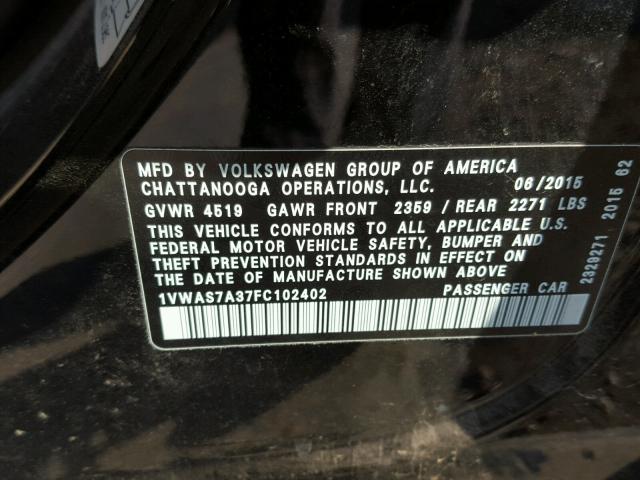 MFD BY VOLKSWAGEN GROUP OF AMERICA
CHATTANOOGA OPERATIONS, LLC. 06/2015
GVWR 4519 GAWR FRONT 2359 / REAR 2271 LBS
THIS VEHICLE CONFORMS TO ALL APPLICABLE U.S.
FEDERAL MOTOR VEHICLE SAFETY, BUMPER AND
THEFT PREVENTION STANDARDS IN EFFECT ON
THE DATE OF MANUFACTURE SHOWN ABOVE
1VWAS7A37FC102402 PASSENGER CAR
2329271 2015 62